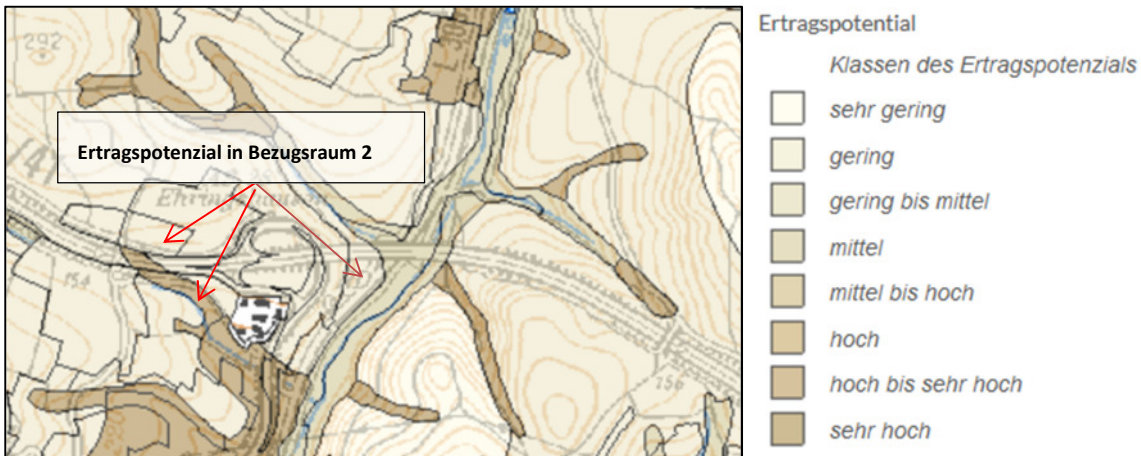 292
L 30
Ertragspotenzial in Bezugsraum 2
154
156
Ertragspotential
Klassen des Ertragspotenzials
sehr gering
gering
gering bis mittel
mittel
mittel bis hoch
hoch
hoch bis sehr hoch
sehr hoch